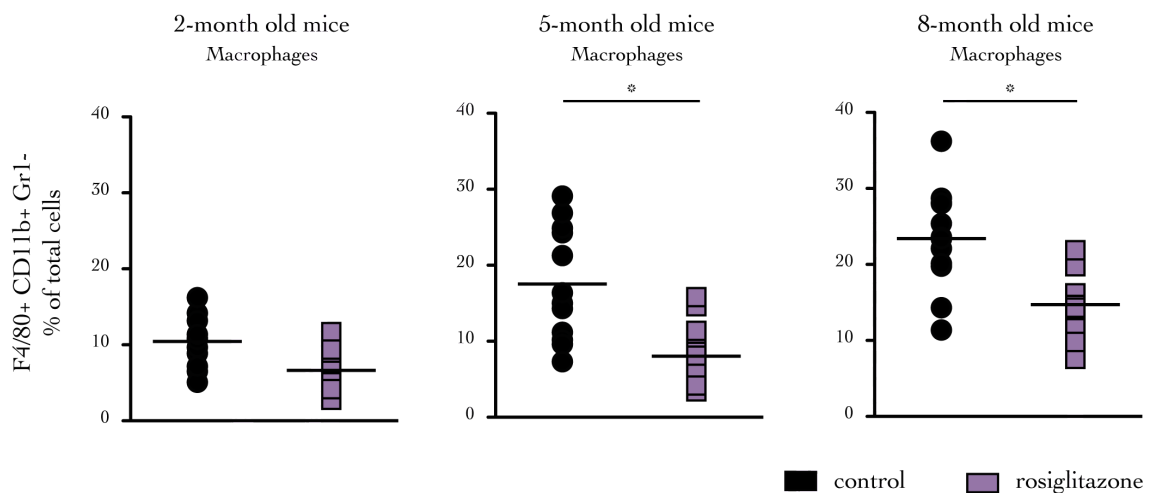 2-month old mice
Macrophages
5-month old mice
Macrophages
*
8-month old mice
Macrophages
*
F4/80+ CD11b+ Gr1-
% of total cells
40
30
20
10
0
40
30
20
10
0
40
30
20
10
0
control
rosiglitazone